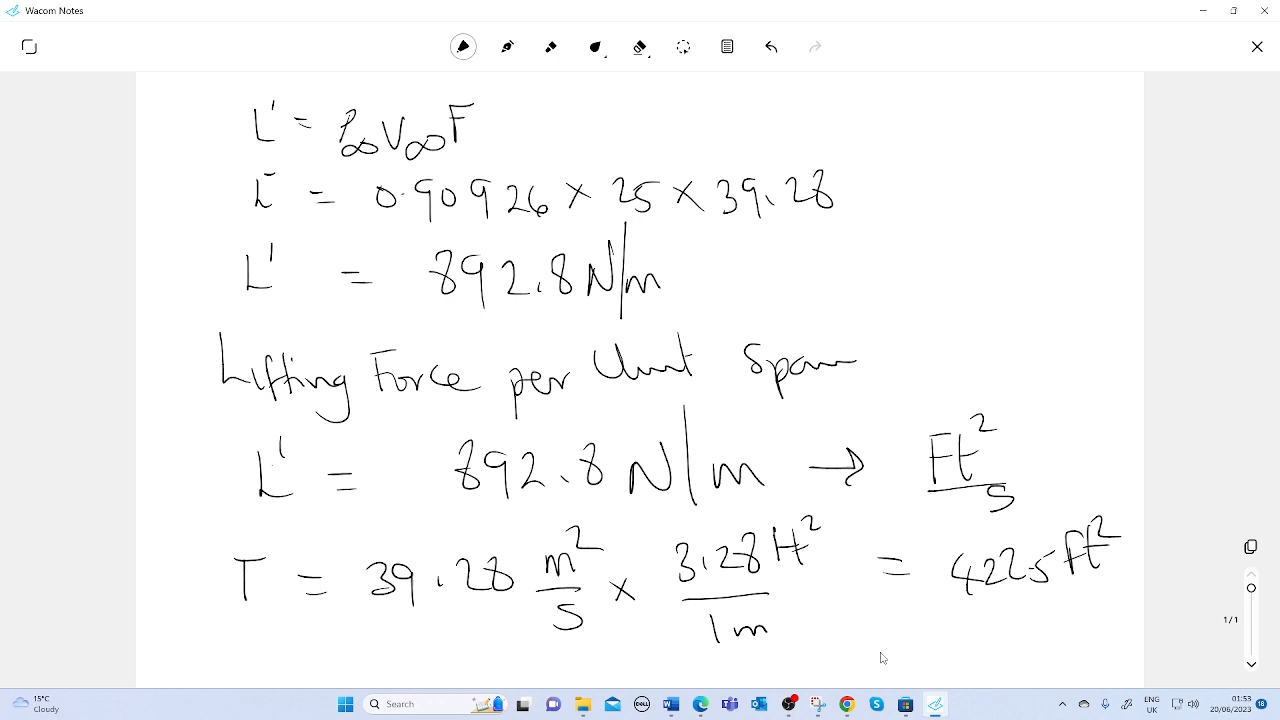 Wacom Notes
L' = ρ∞ V∞ Γ
L' = 0.90926 × 25 × 39.28
L' = 892.8 N/m
Lifting Force per Unit Span
L' = 892.8 N/m → Ft²/s
Γ = 39.28 m²/s × 3.28 ft²/1m = 422.5 ft²
1/1
15°C
Cloudy
Search
DELL
ENG
UK
01:53
20/06/2023
18